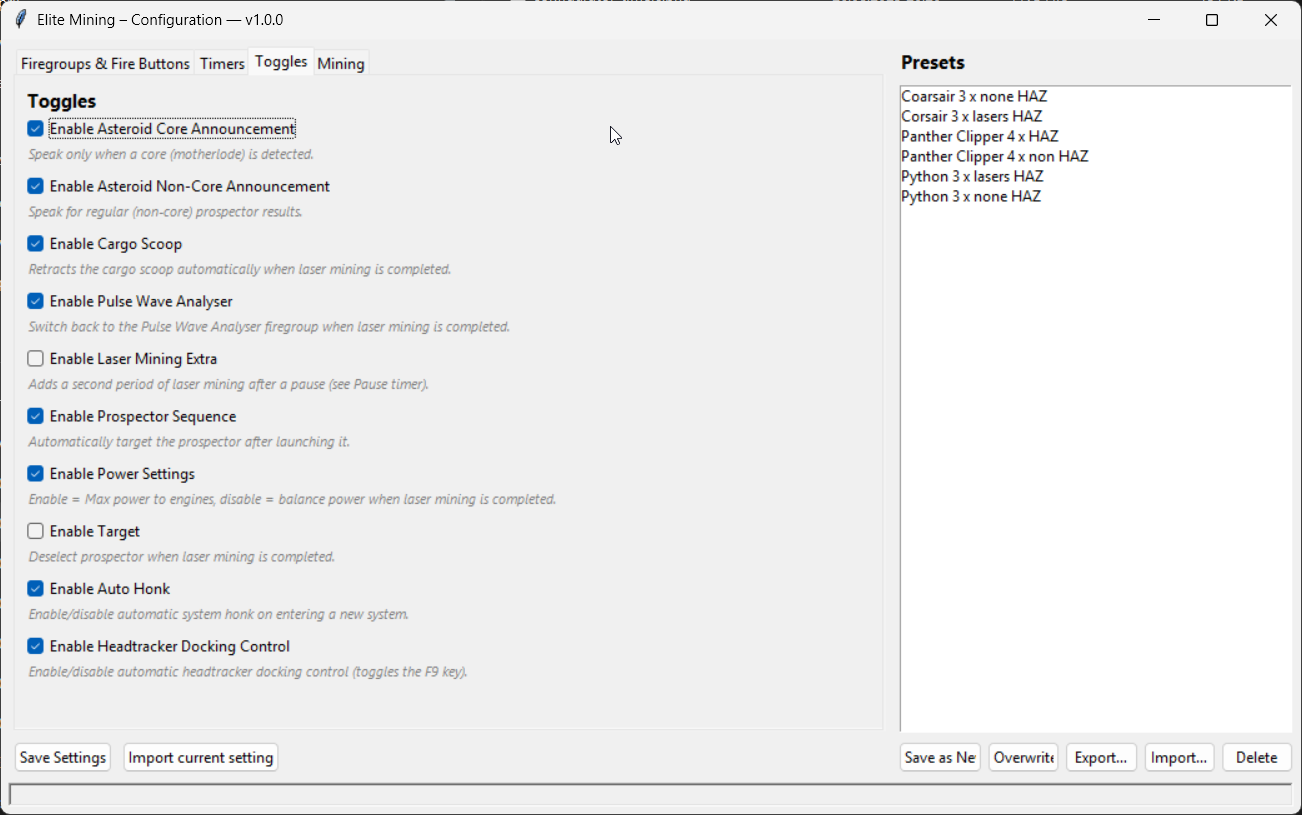 Elite Mining – Configuration — v1.0.0
Firegroups & Fire Buttons Timers Toggles Mining
Toggles
Enable Asteroid Core Announcement
Speak only when a core (motherlode) is detected.
Enable Asteroid Non-Core Announcement
Speak for regular (non-core) prospector results.
Enable Cargo Scoop
Retracts the cargo scoop automatically when laser mining is completed.
Enable Pulse Wave Analyser
Switch back to the Pulse Wave Analyser firegroup when laser mining is completed.
Enable Laser Mining Extra
Adds a second period of laser mining after a pause (see Pause timer).
Enable Prospector Sequence
Automatically target the prospector after launching it.
Enable Power Settings
Enable = Max power to engines, disable = balance power when laser mining is completed.
Enable Target
Deselect prospector when laser mining is completed.
Enable Auto Honk
Enable/disable automatic system honk on entering a new system.
Enable Headtracker Docking Control
Enable/disable automatic headtracker docking control (toggles the F9 key).
Save Settings Import current setting
Presets
Coarsair 3 x none HAZ
Corsair 3 x lasers HAZ
Panther Clipper 4 x HAZ
Panther Clipper 4 x non HAZ
Python 3 x lasers HAZ
Python 3 x none HAZ
Save as Ne Overwrite Export... Import... Delete